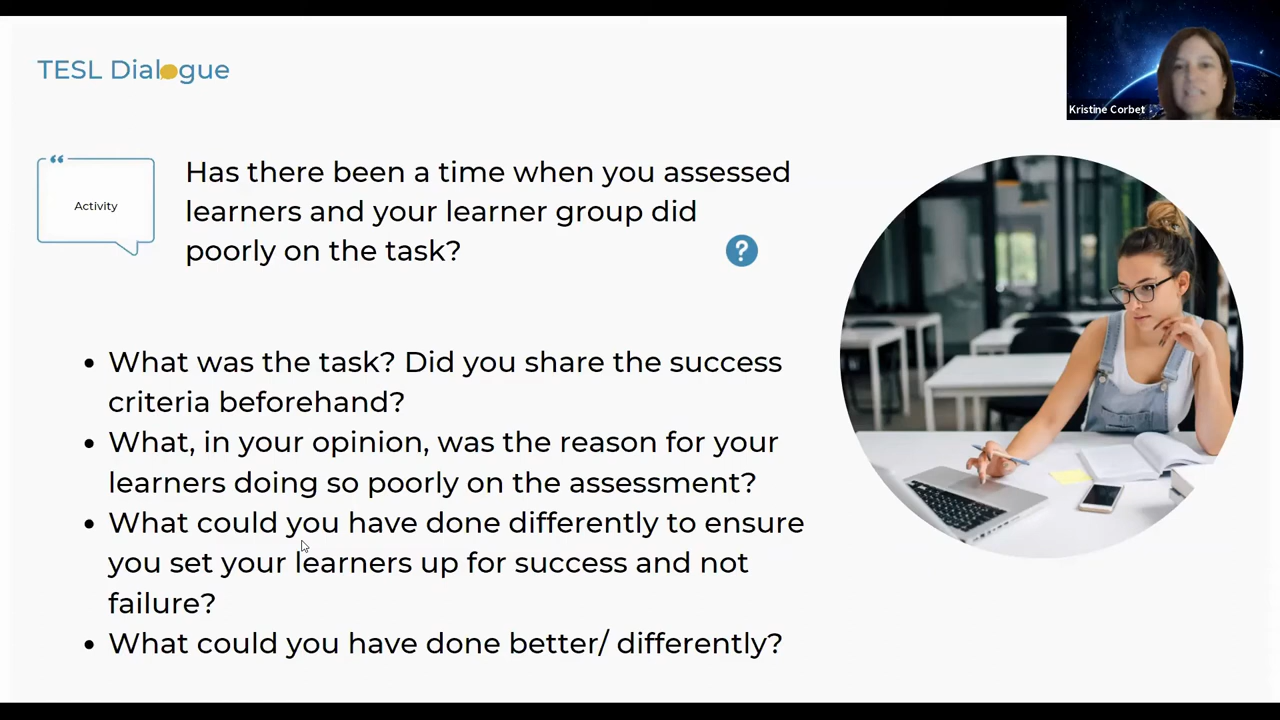 TESL Dialogue
Kristine Corbet
Activity
Has there been a time when you assessed
learners and your learner group did
poorly on the task?
?
• What was the task? Did you share the success
criteria beforehand?
• What, in your opinion, was the reason for your
learners doing so poorly on the assessment?
• What could you have done differently to ensure
you set your learners up for success and not
failure?
• What could you have done better/ differently?